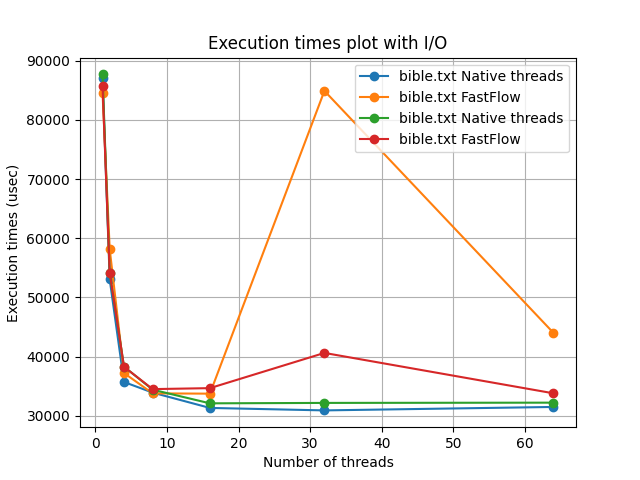 Execution times plot with I/O
bible.txt Native threads
bible.txt FastFlow
bible.txt Native threads
bible.txt FastFlow
Execution times (usec)
90000
80000
70000
60000
50000
40000
30000
0 10 20 30 40 50 60
Number of threads